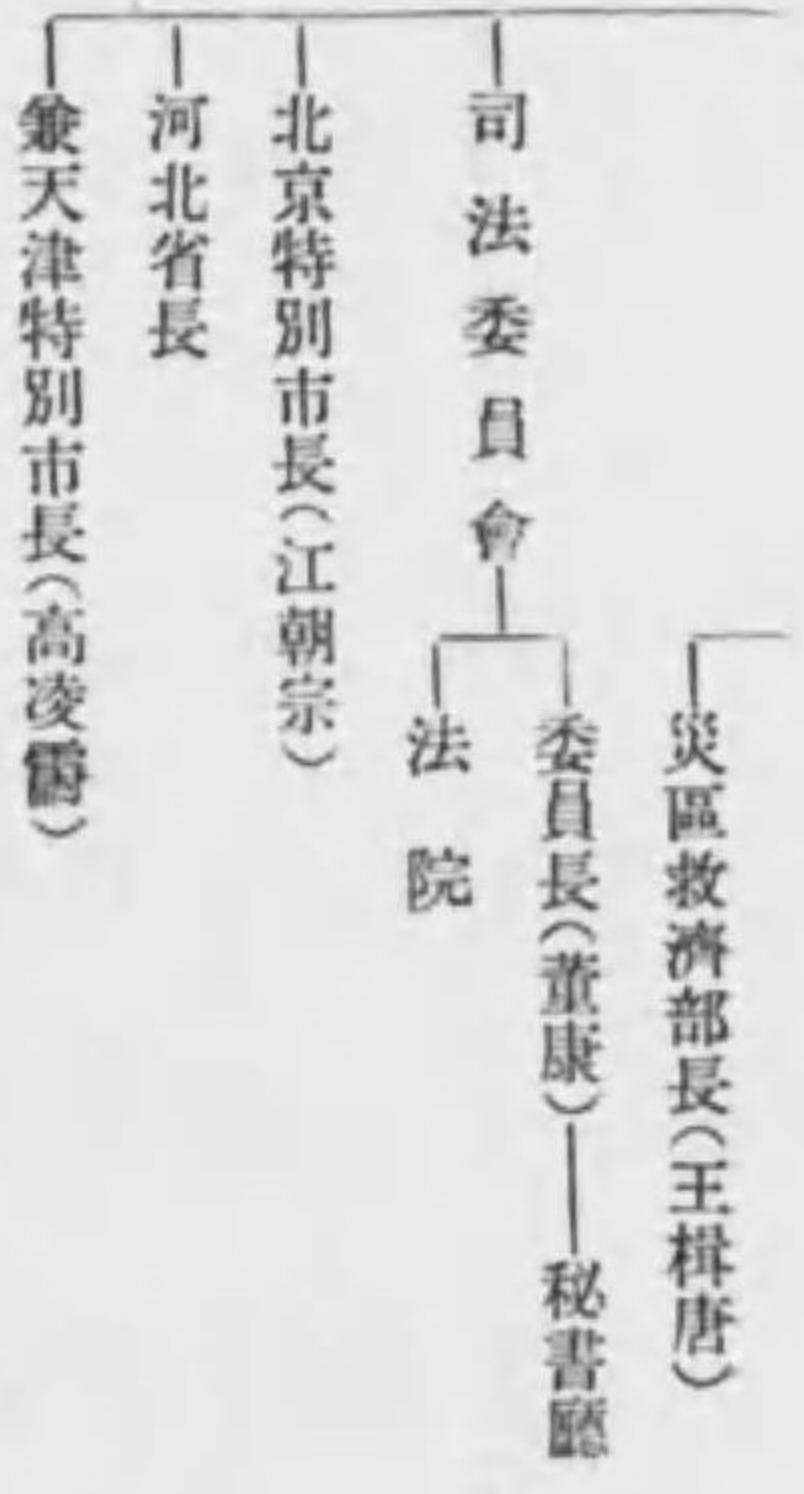 災區救濟部長(王楫唐)
司法委員會
委員長(董康)
秘書廳
法院
北京特別市長(江朝宗)
河北省長
兼天津特別市長(高凌霨)